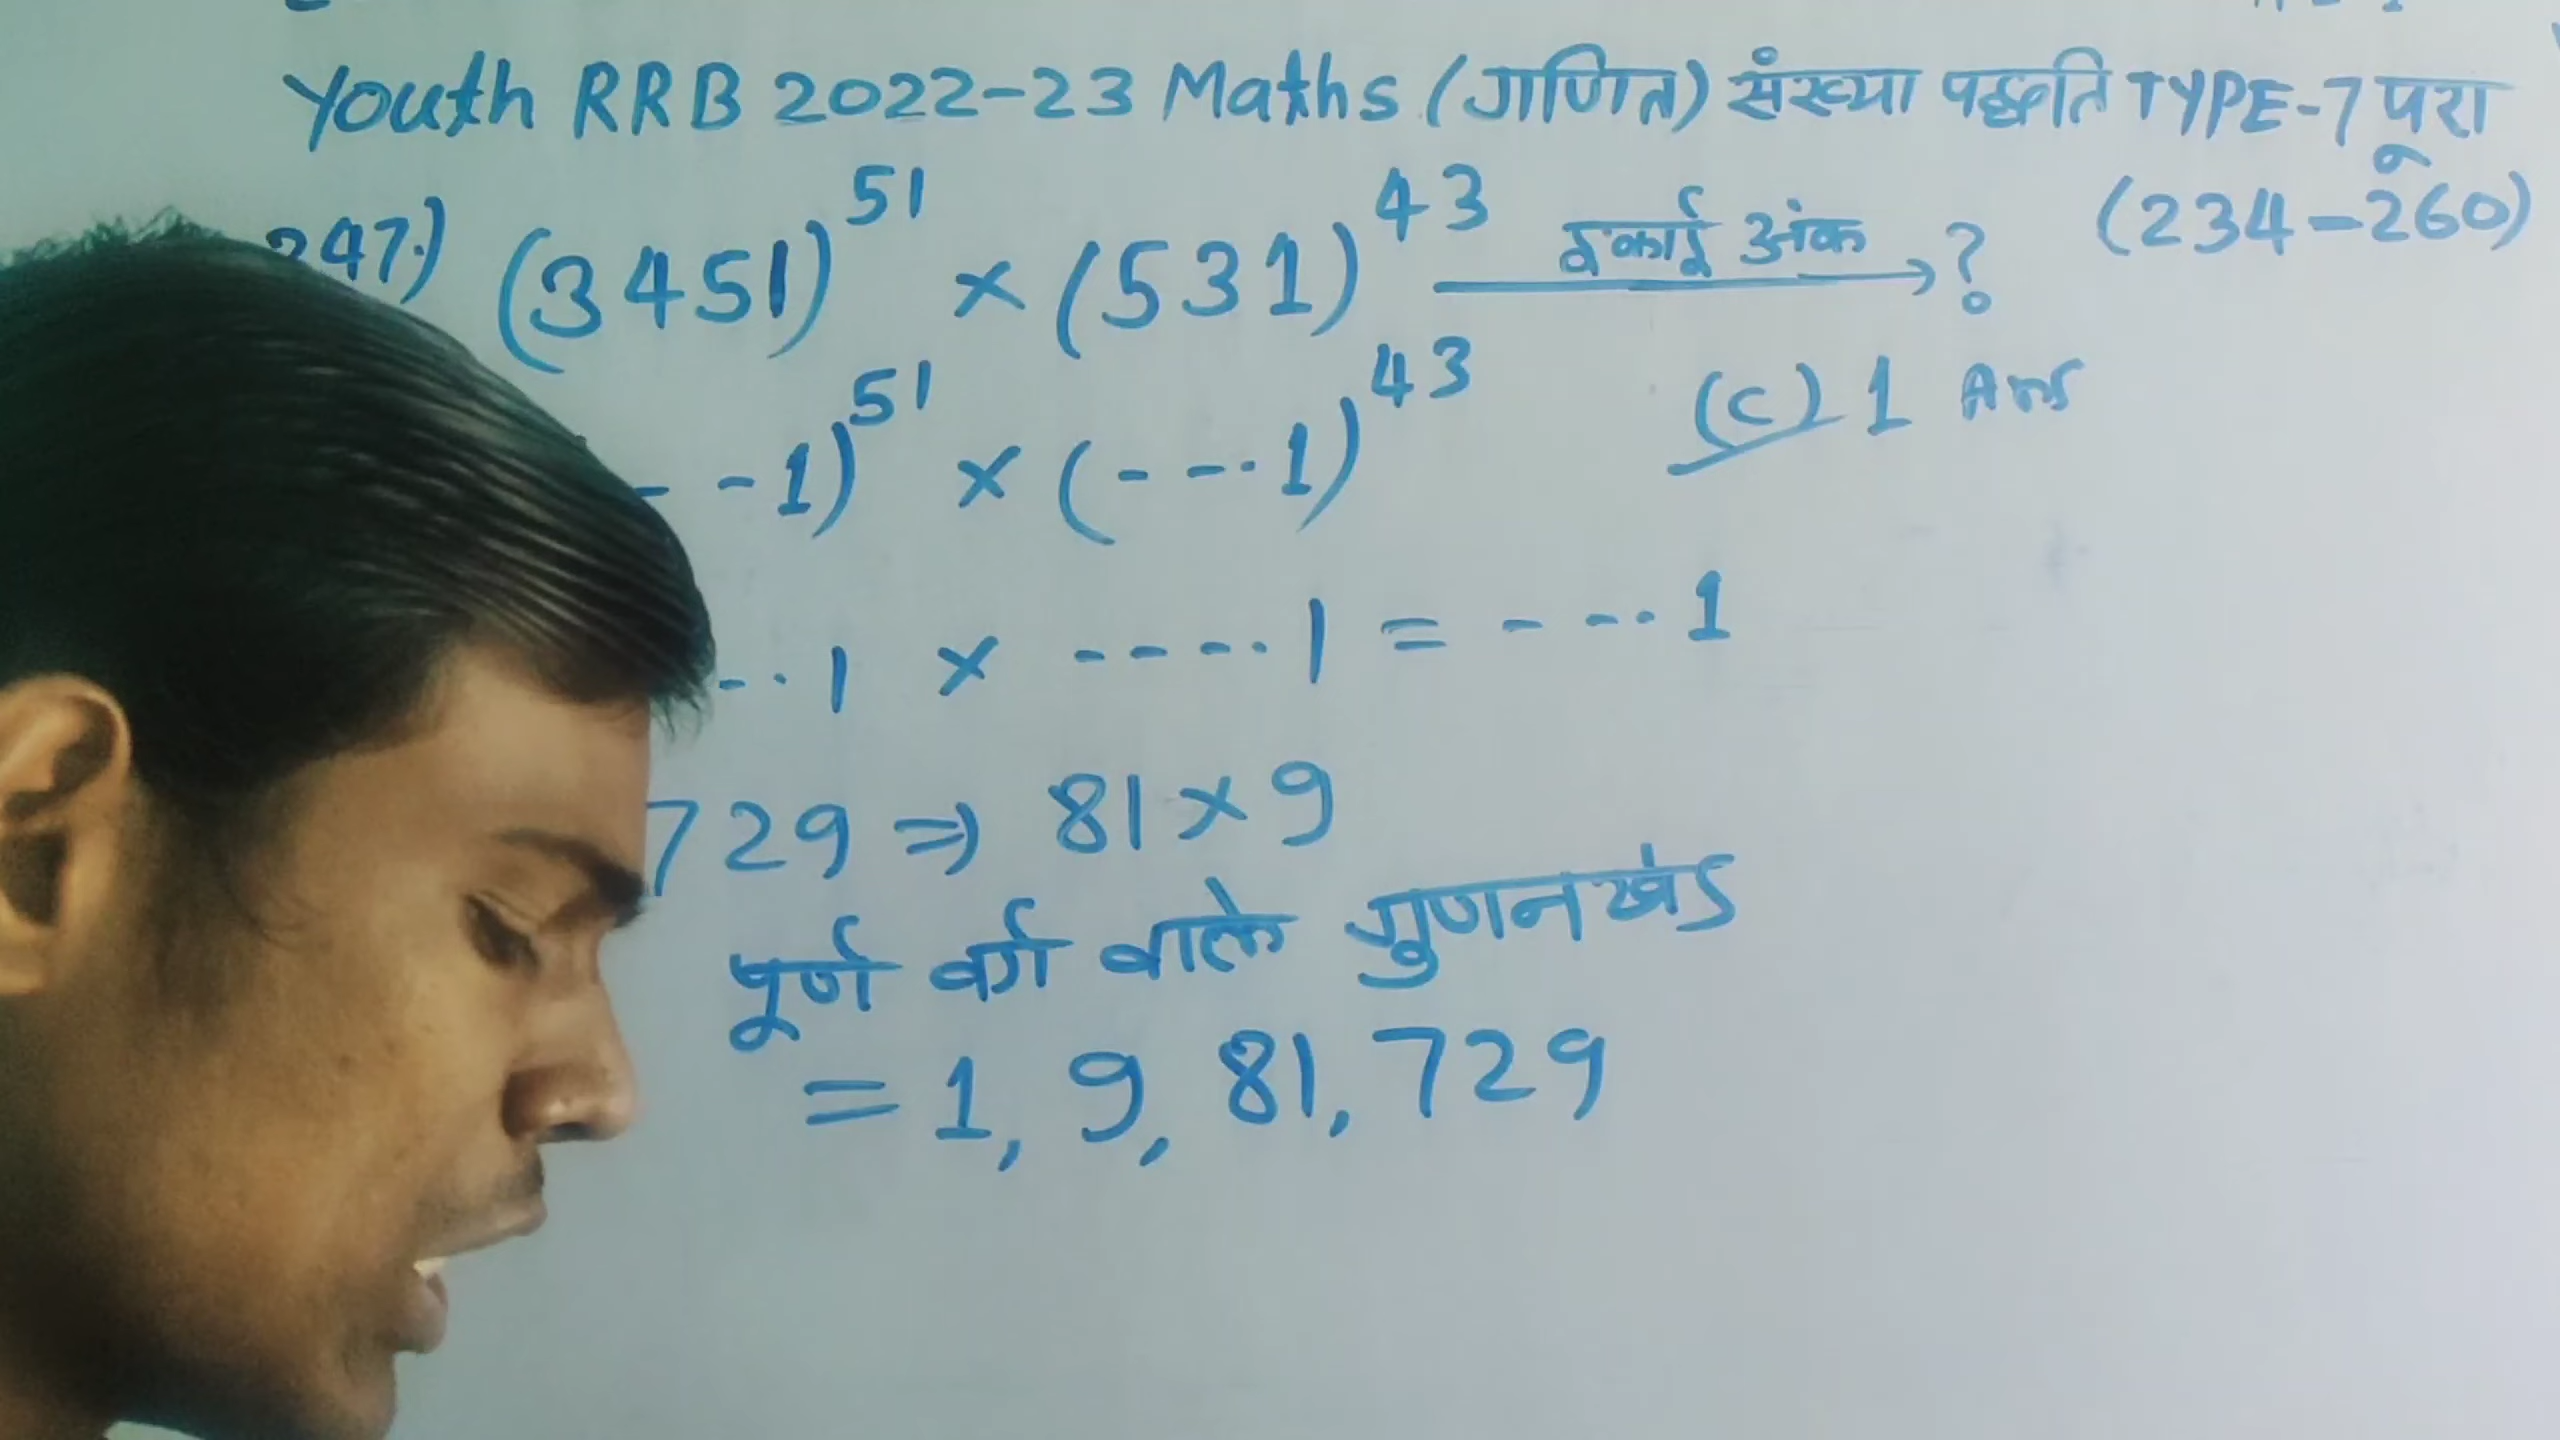 Youth RRB 2022-23 Maths (गणित) संख्या पद्धति TYPE-7 पूरा
(234-260)
247.) (3451)^51 × (531)^43 इकाई अंक → ?
(c) 1 Ans
- -1)^51 × (- --·1)^43
--·1 × ----·1 = - --·1
729 ⇒ 81×9
पूर्ण वर्ग वाले गुणनखंड
= 1, 9, 81, 729